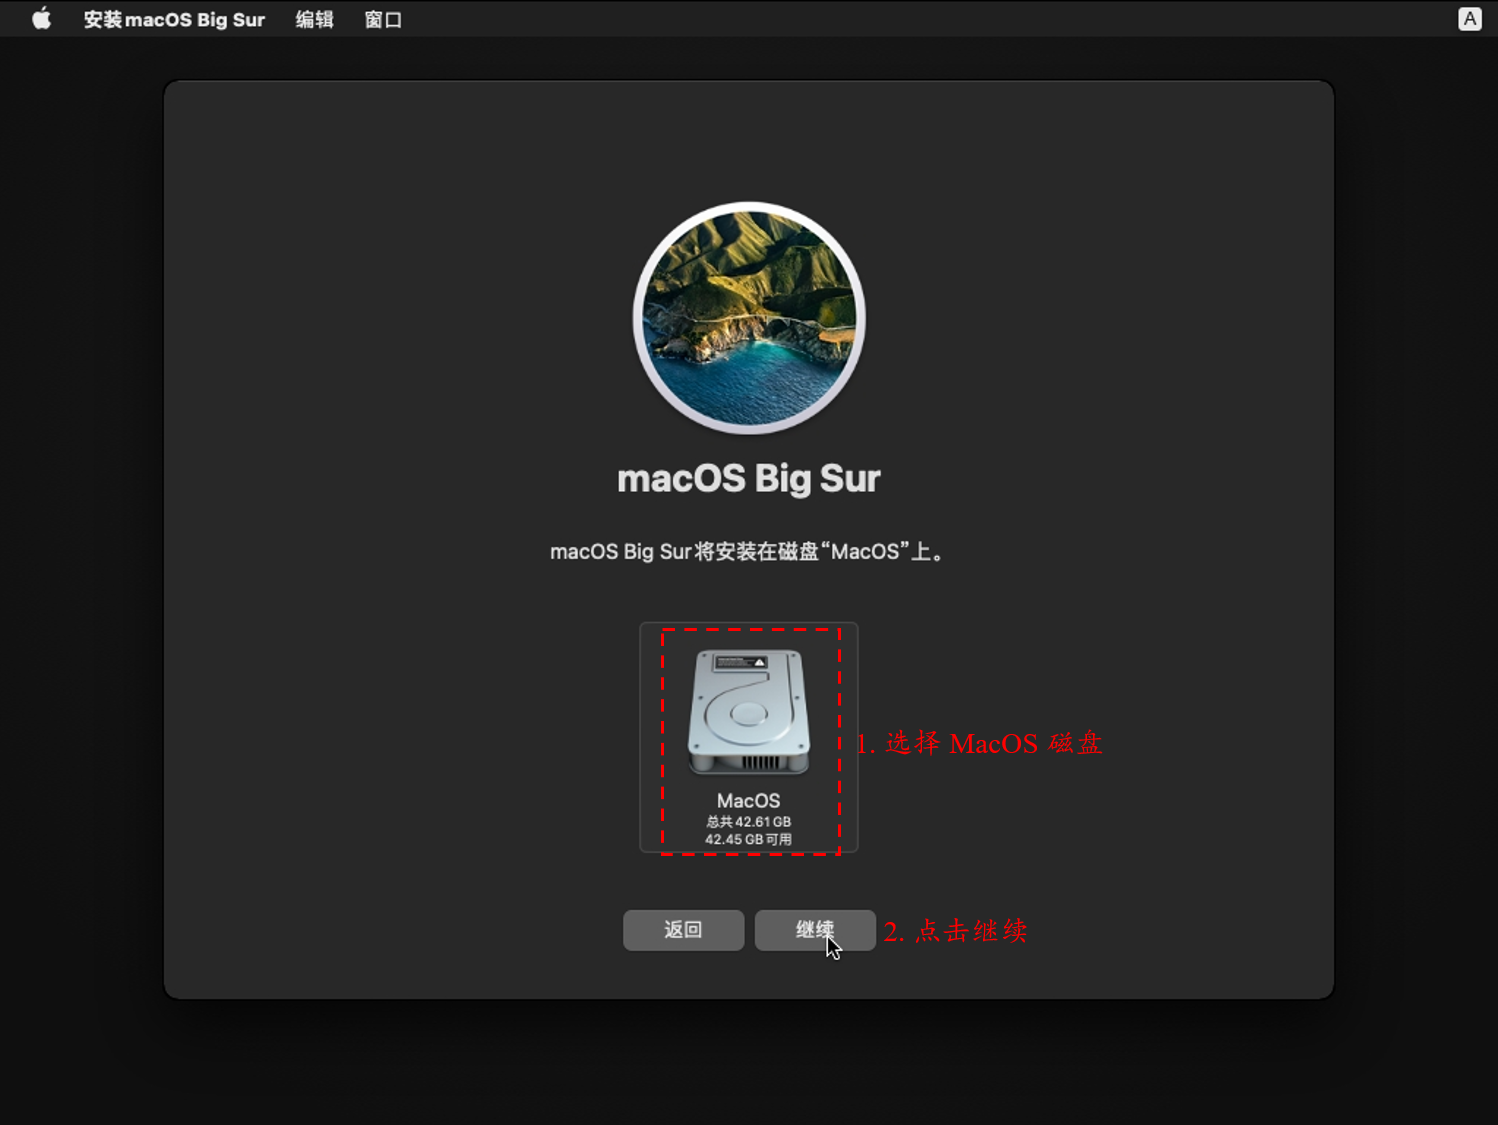 安装macOS Big Sur 编辑 窗口 A
macOS Big Sur
macOS Big Sur将安装在磁盘“MacOS”上。
1. 选择 MacOS 磁盘
MacOS
总共 42.61 GB
42.45 GB 可用
返回 继续 2. 点击继续